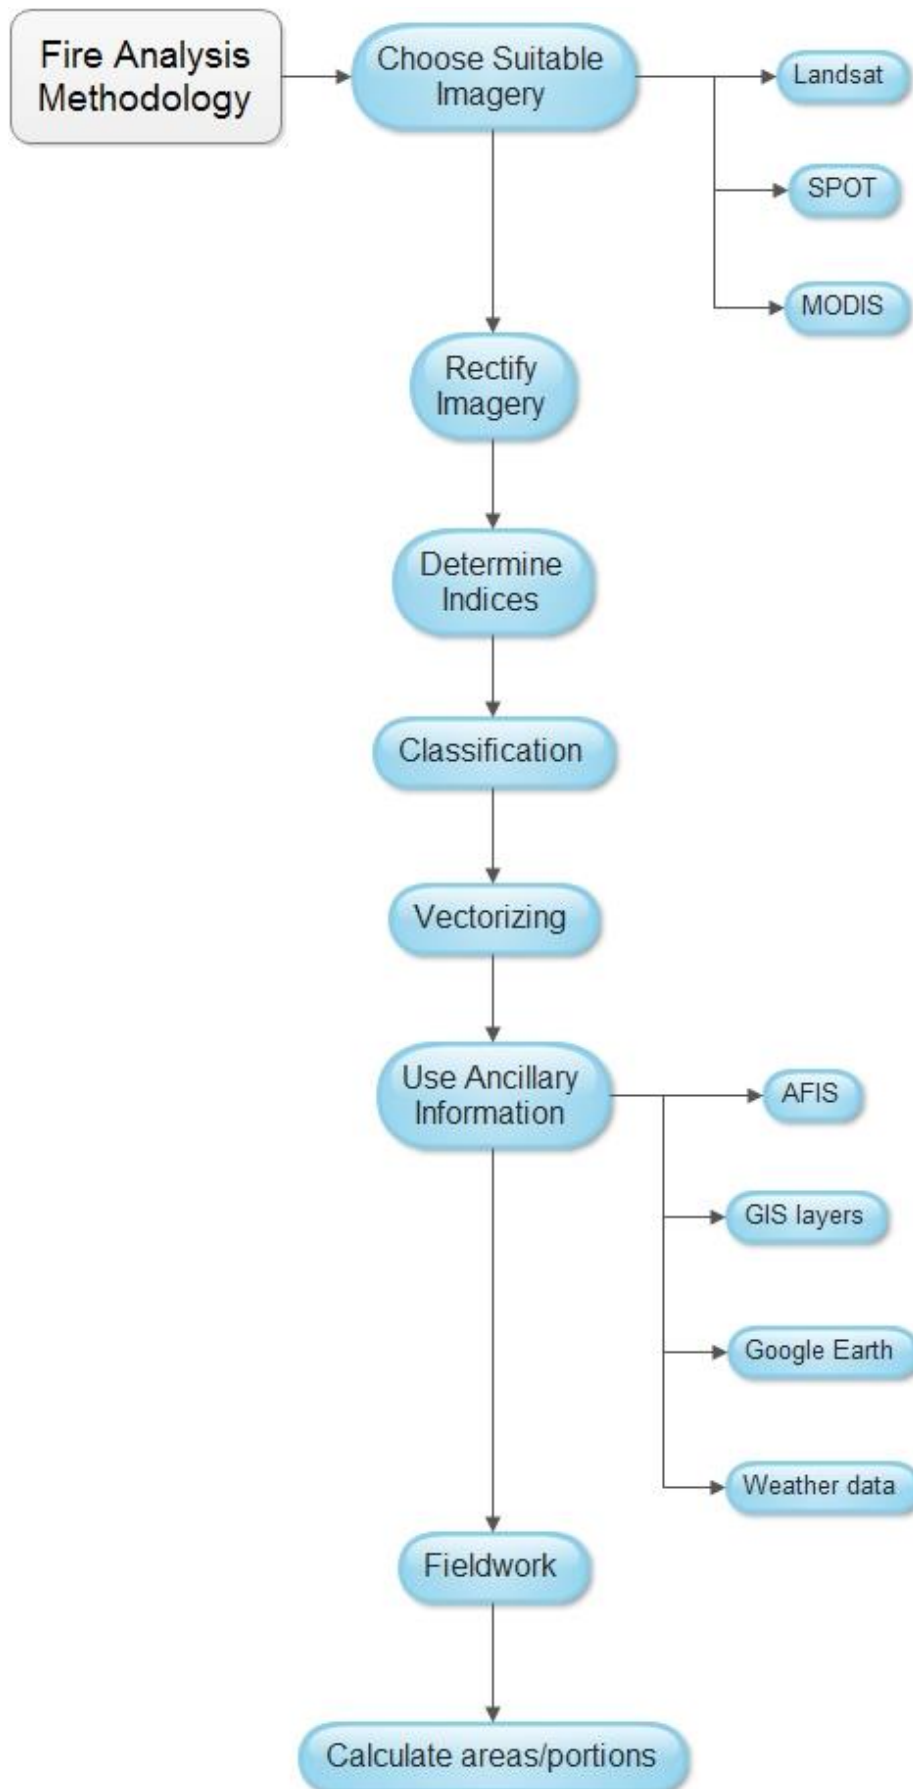 Fire Analysis
Methodology
Choose Suitable
Imagery
Landsat
SPOT
MODIS
Rectify
Imagery
Determine
Indices
Classification
Vectorizing
Use Ancillary
Information
AFIS
GIS layers
Google Earth
Weather data
Fieldwork
Calculate areas/portions